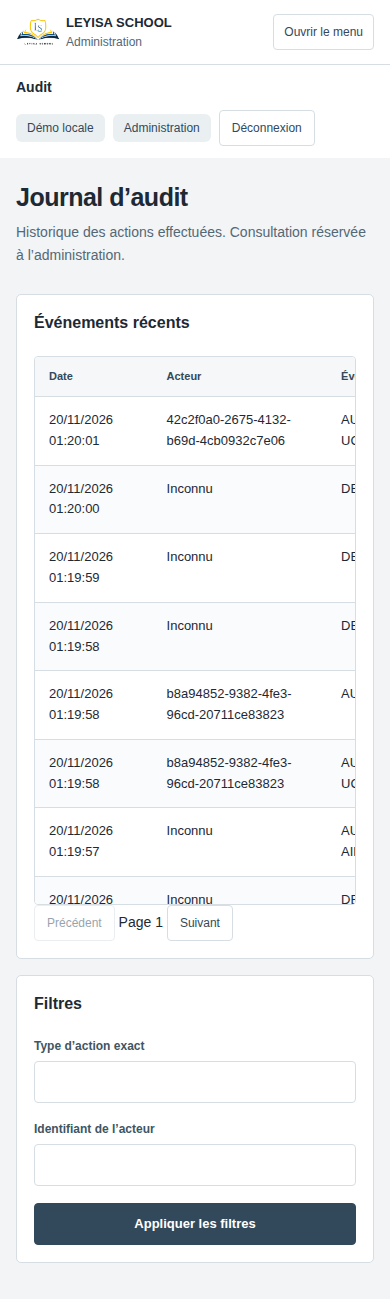 LEYISA SCHOOL
Administration
Ouvrir le menu
Audit
Démo locale
Administration
Déconnexion
Journal d’audit
Historique des actions effectuées. Consultation réservée
à l’administration.
Événements récents
Date Acteur
20/11/2026 42c2f0a0-2675-4132-
01:20:01 b69d-4cb0932c7e06
20/11/2026 Inconnu
01:20:00
20/11/2026 Inconnu
01:19:59
20/11/2026 Inconnu
01:19:58
20/11/2026 b8a94852-9382-4fe3-
01:19:58 96cd-20711ce83823
20/11/2026 b8a94852-9382-4fe3-
01:19:58 96cd-20711ce83823
20/11/2026 Inconnu
01:19:57
20/11/2026 Inconnu
Précédent Page 1 Suivant
Filtres
Type d’action exact
Identifiant de l’acteur
Appliquer les filtres